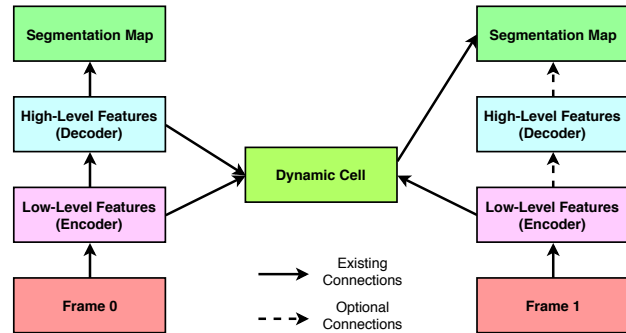 Segmentation Map
Segmentation Map
High-Level Features
(Decoder)
High-Level Features
(Decoder)
Dynamic Cell
Low-Level Features
(Encoder)
Low-Level Features
(Encoder)
Existing
Connections
Frame 0
Frame 1
Optional
Connections